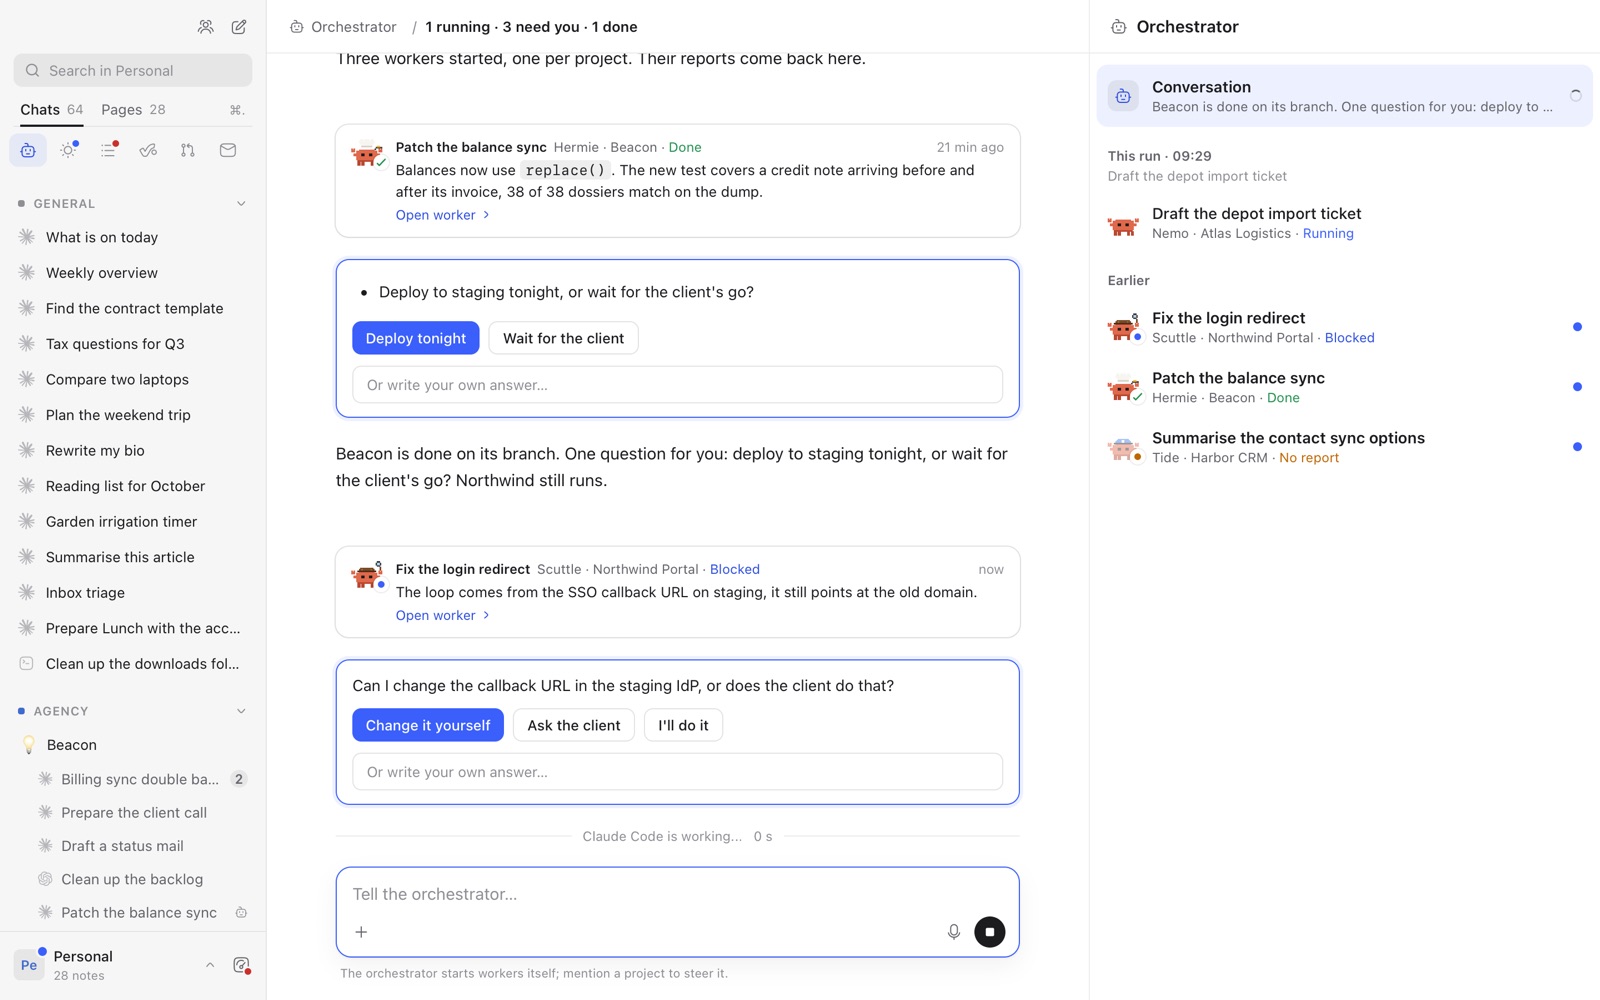 Search in Personal
Chats 64 Pages 28 ⌘.
GENERAL
What is on today
Weekly overview
Find the contract template
Tax questions for Q3
Compare two laptops
Plan the weekend trip
Rewrite my bio
Reading list for October
Garden irrigation timer
Summarise this article
Inbox triage
Prepare Lunch with the acc...
Clean up the downloads fol...
AGENCY
Beacon
Billing sync double ba... 2
Prepare the client call
Draft a status mail
Clean up the backlog
Patch the balance sync
Pe Personal
28 notes
Orchestrator / 1 running · 3 need you · 1 done
Three workers started, one per project. Their reports come back here.
Patch the balance sync Hermie · Beacon · Done 21 min ago
Balances now use replace(). The new test covers a credit note arriving before and
after its invoice, 38 of 38 dossiers match on the dump.
Open worker
• Deploy to staging tonight, or wait for the client's go?
Deploy tonight Wait for the client
Or write your own answer...
Beacon is done on its branch. One question for you: deploy to staging tonight, or wait for
the client's go? Northwind still runs.
Fix the login redirect Scuttle · Northwind Portal · Blocked now
The loop comes from the SSO callback URL on staging, it still points at the old domain.
Open worker
Can I change the callback URL in the staging IdP, or does the client do that?
Change it yourself Ask the client I'll do it
Or write your own answer...
Claude Code is working... 0 s
Tell the orchestrator...
The orchestrator starts workers itself; mention a project to steer it.
Orchestrator
Conversation
Beacon is done on its branch. One question for you: deploy to ...
This run · 09:29
Draft the depot import ticket
Draft the depot import ticket
Nemo · Atlas Logistics · Running
Earlier
Fix the login redirect
Scuttle · Northwind Portal · Blocked
Patch the balance sync
Hermie · Beacon · Done
Summarise the contact sync options
Tide · Harbor CRM · No report